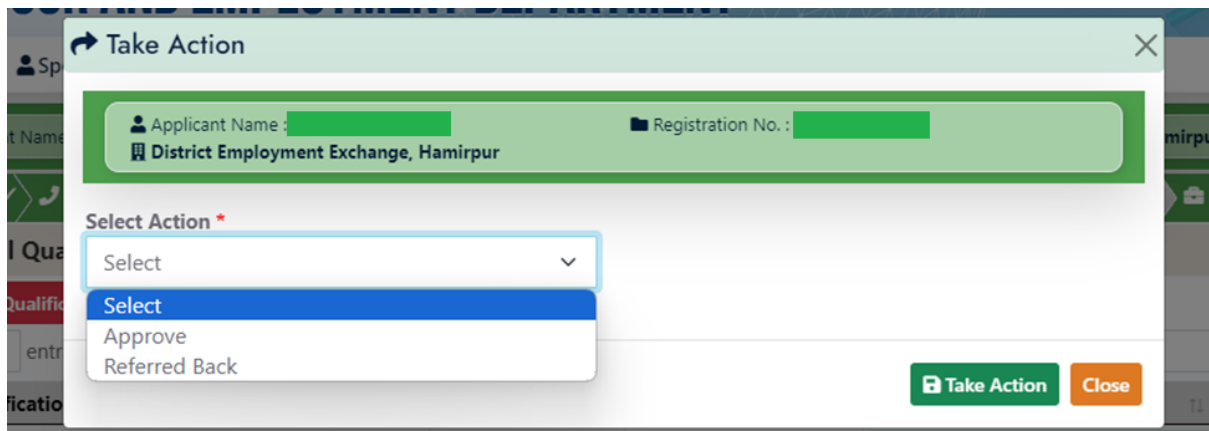 Take Action
Applicant Name :
Registration No. :
District Employment Exchange, Hamirpur
Select Action *
Select
Select
Approve
Referred Back
Take Action
Close